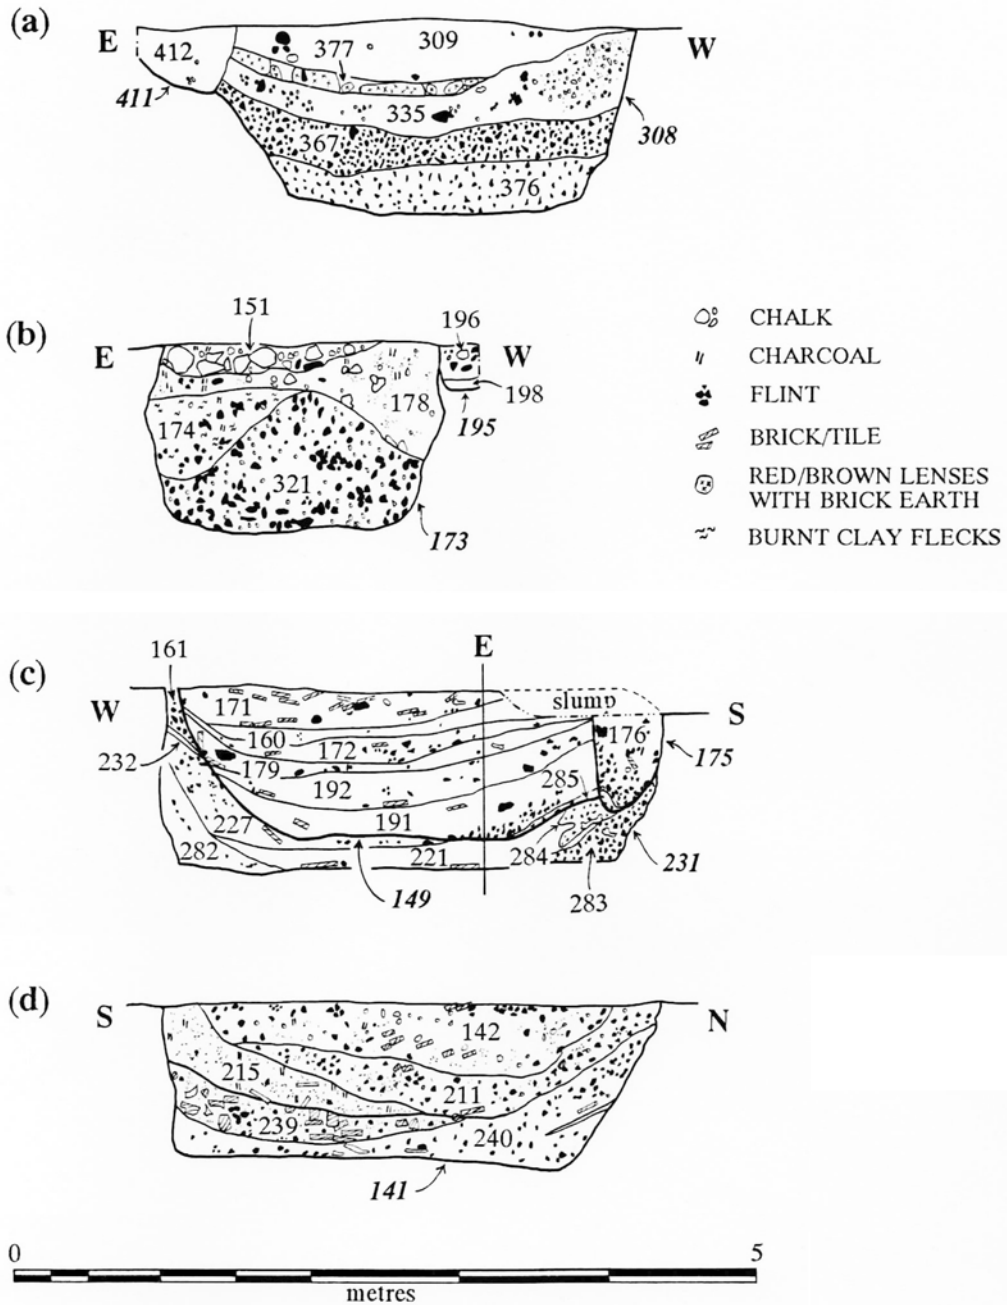 (a)
E
412
377
309
W
411
335
308
367
376
(b)
151
196
E
W
178
198
174
195
321
173
CHALK
CHARCOAL
FLINT
BRICK/TILE
RED/BROWN LENSES
WITH BRICK EARTH
BURNT CLAY FLECKS
(c)
161
E
W
171
slump
S
160
172
176
175
232
179
192
285
191
227
282
221
284
231
149
283
(d)
S
N
142
215
211
239
240
141
0
5
metres